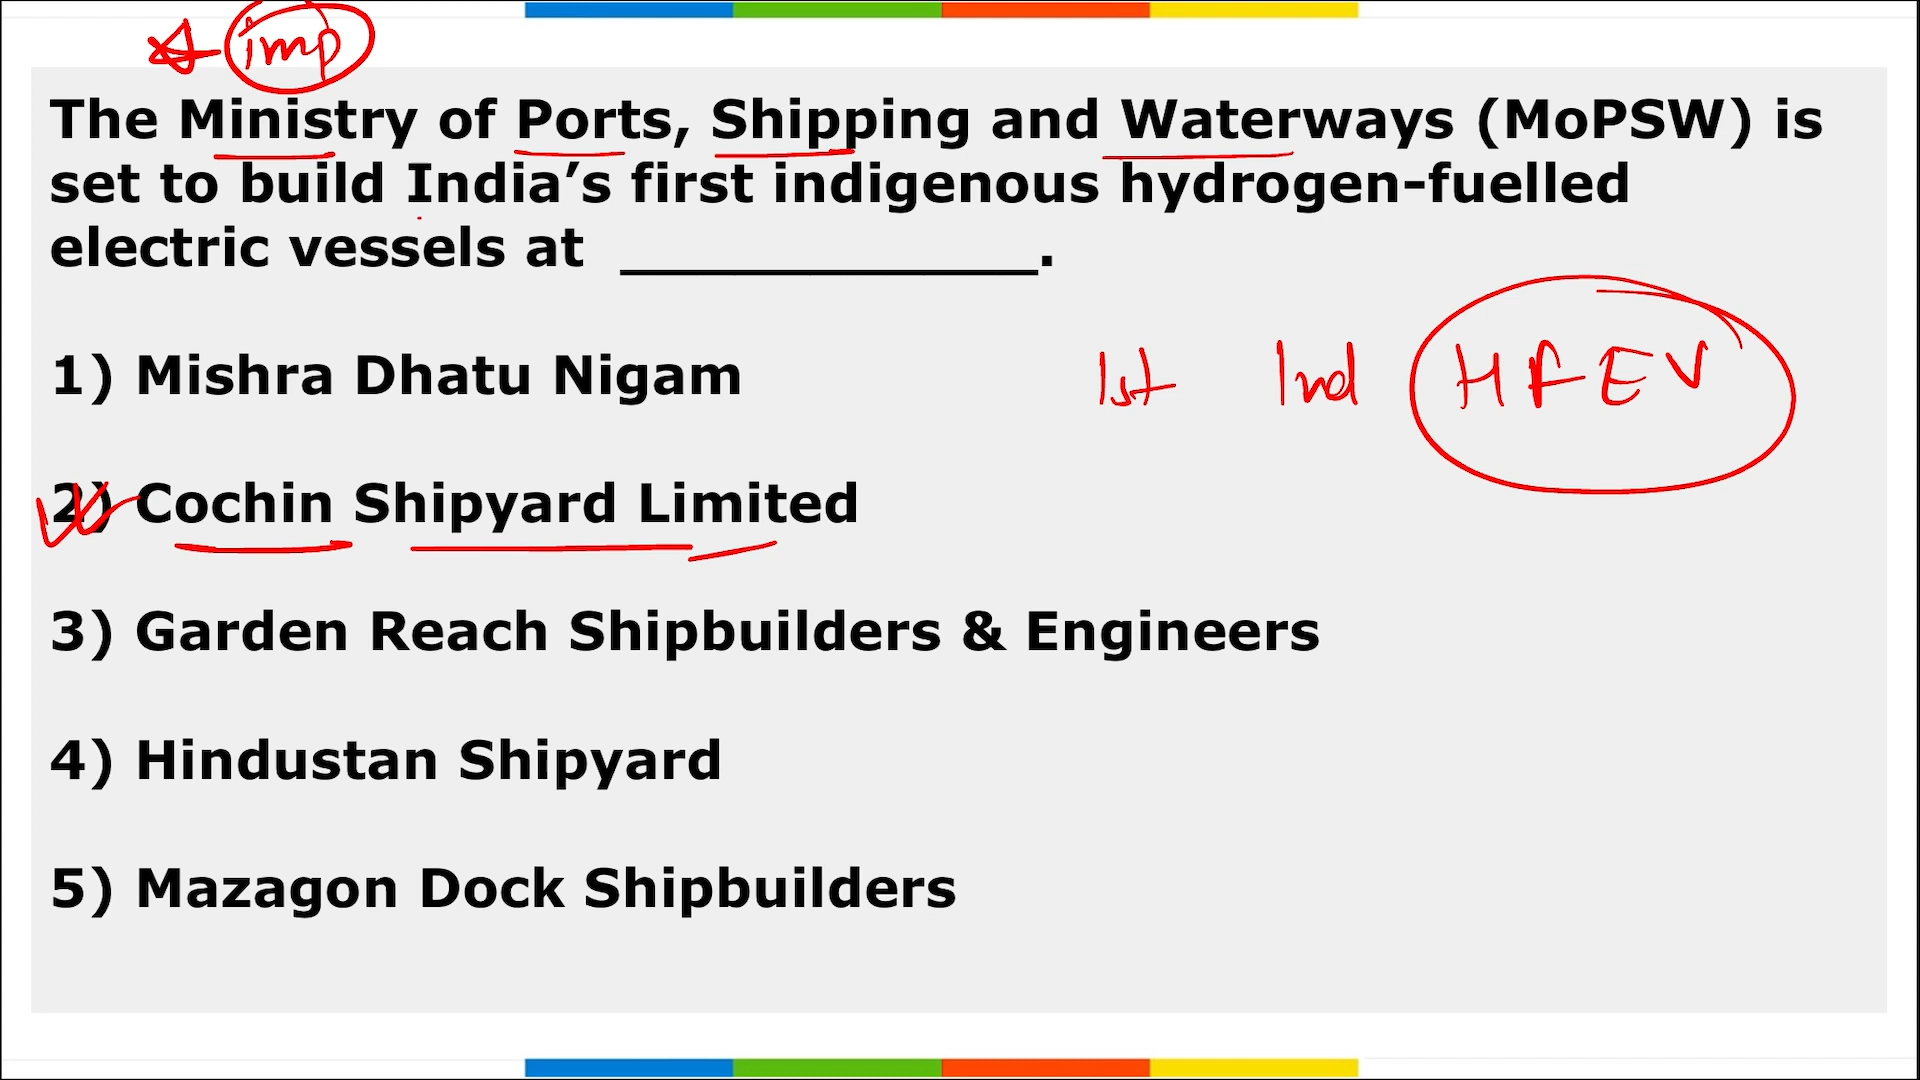 imp
The Ministry of Ports, Shipping and Waterways (MoPSW) is
set to build India’s first indigenous hydrogen-fuelled
electric vessels at ____________.
1) Mishra Dhatu Nigam
1st Ind HFEV
2) Cochin Shipyard Limited
3) Garden Reach Shipbuilders & Engineers
4) Hindustan Shipyard
5) Mazagon Dock Shipbuilders